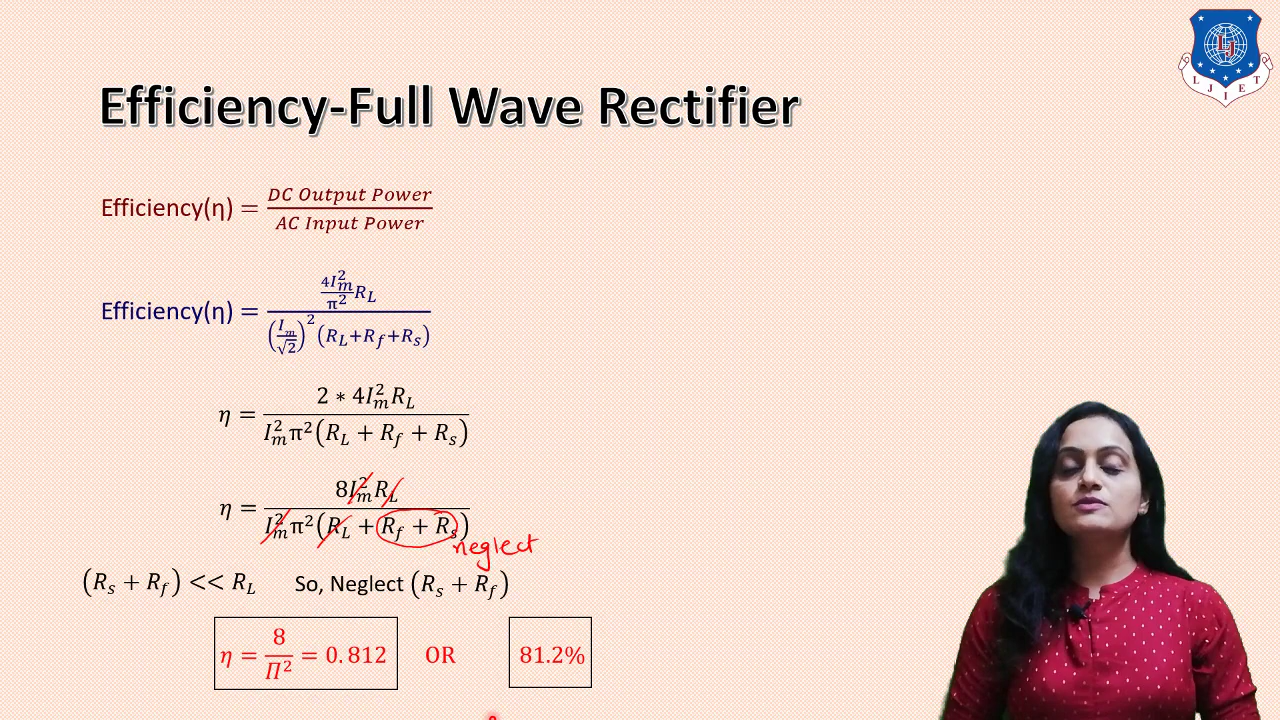 L J
L J I E T
Efficiency-Full Wave Rectifier
Efficiency(η) = DC Output Power / AC Input Power
Efficiency(η) = (4I_m^2/π^2 R_L) / ((I_m/√2)^2 (R_L+R_f+R_s))
η = 2 ∗ 4I_m^2 R_L / I_m^2 π^2 (R_L + R_f + R_s)
η = 8I_m^2 R_L / I_m^2 π^2 (R_L + R_f + R_s)
neglect
(R_s + R_f) << R_L So, Neglect (R_s + R_f)
η = 8/Π^2 = 0.812 OR 81.2%